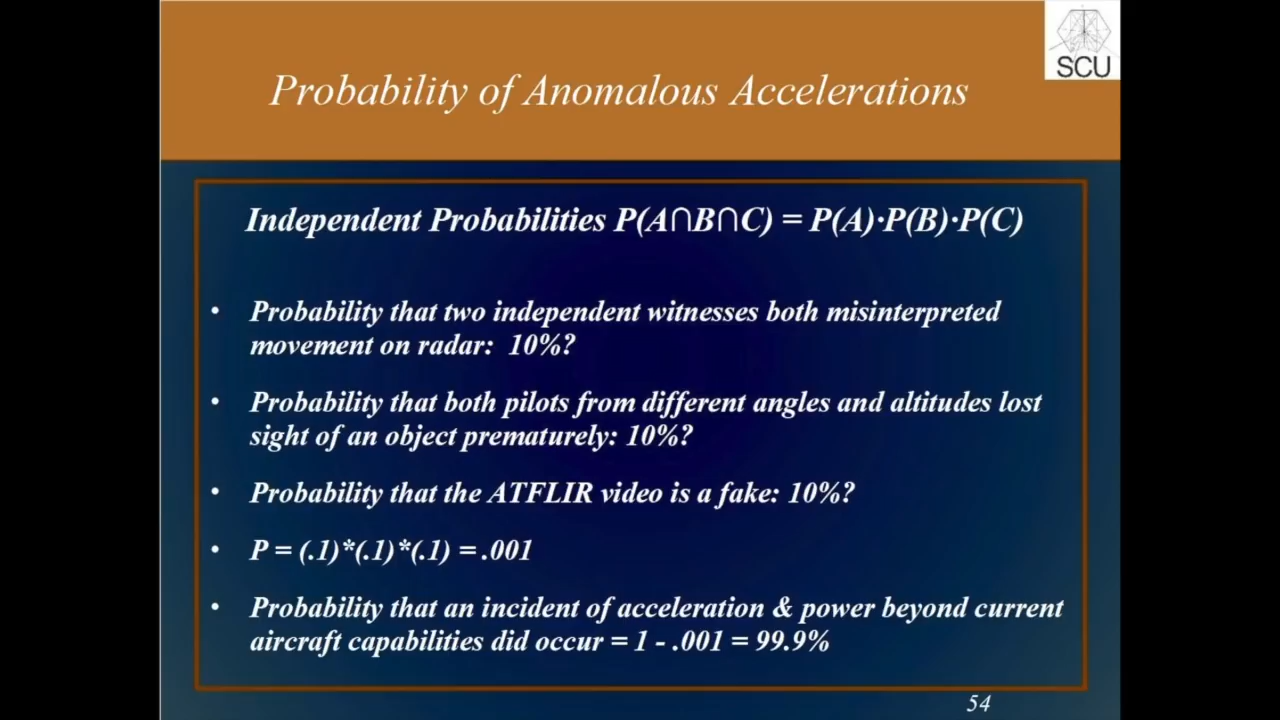 SCU
Probability of Anomalous Accelerations
Independent Probabilities P(A∩B∩C) = P(A)·P(B)·P(C)
• Probability that two independent witnesses both misinterpreted
movement on radar: 10%?
• Probability that both pilots from different angles and altitudes lost
sight of an object prematurely: 10%?
• Probability that the ATFLIR video is a fake: 10%?
• P = (.1)*(.1)*(.1) = .001
• Probability that an incident of acceleration & power beyond current
aircraft capabilities did occur = 1 - .001 = 99.9%
54